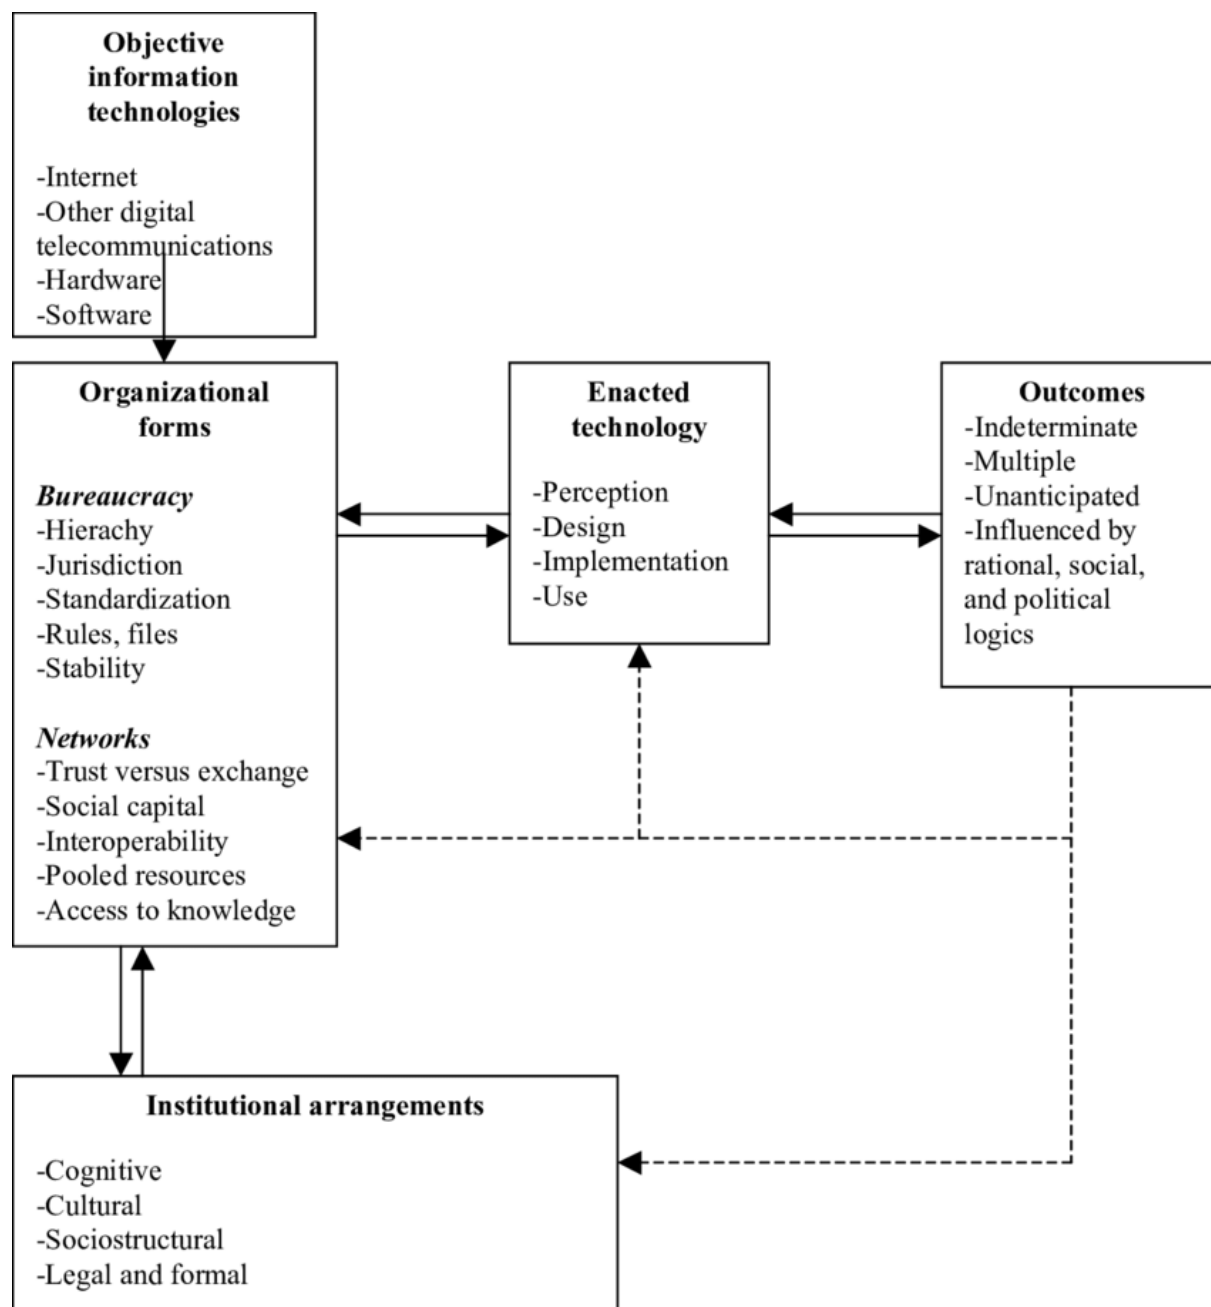 Objective
information
technologies
-Internet
-Other digital
telecommunications
-Hardware
-Software
Organizational
forms
Bureaucracy
-Hierachy
-Jurisdiction
-Standardization
-Rules, files
-Stability
Networks
-Trust versus exchange
-Social capital
-Interoperability
-Pooled resources
-Access to knowledge
Enacted
technology
-Perception
-Design
-Implementation
-Use
Outcomes
-Indeterminate
-Multiple
-Unanticipated
-Influenced by
rational, social,
and political
logics
Institutional arrangements
-Cognitive
-Cultural
-Sociostructural
-Legal and formal